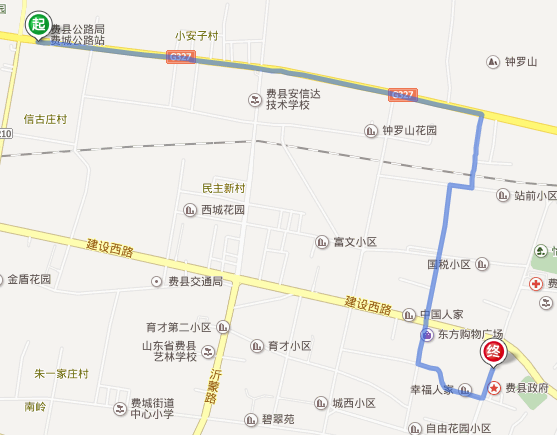 园
起
费县公路局
费城公路站
小安子村
G327
钟罗山
费县安信达
技术学校
G327
信古庄村
210
钟罗山花园
民主新村
站前小区
西城花园
富文小区
建设西路
国税小区
怡
金盾花园
费县交通局
费
建设西路
中国人家
育才第二小区
东方购物广场
山东省费县
艺林学校
育才小区
终
朱一家庄村
沂蒙路
幸福人家
费县政府
南岭
费城街道
中心小学
城西小区
碧翠苑
自由花园小区